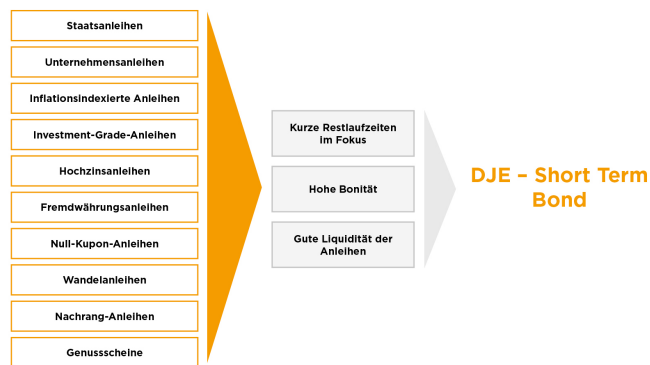 Staatsanleihen
Unternehmensanleihen
Inflationsindexierte Anleihen
Investment-Grade-Anleihen
Hochzinsanleihen
Fremdwährungsanleihen
Null-Kupon-Anleihen
Wandelanleihen
Nachrang-Anleihen
Genussscheine
Kurze Restlaufzeiten
im Fokus
Hohe Bonität
Gute Liquidität der
Anleihen
DJE – Short Term
Bond